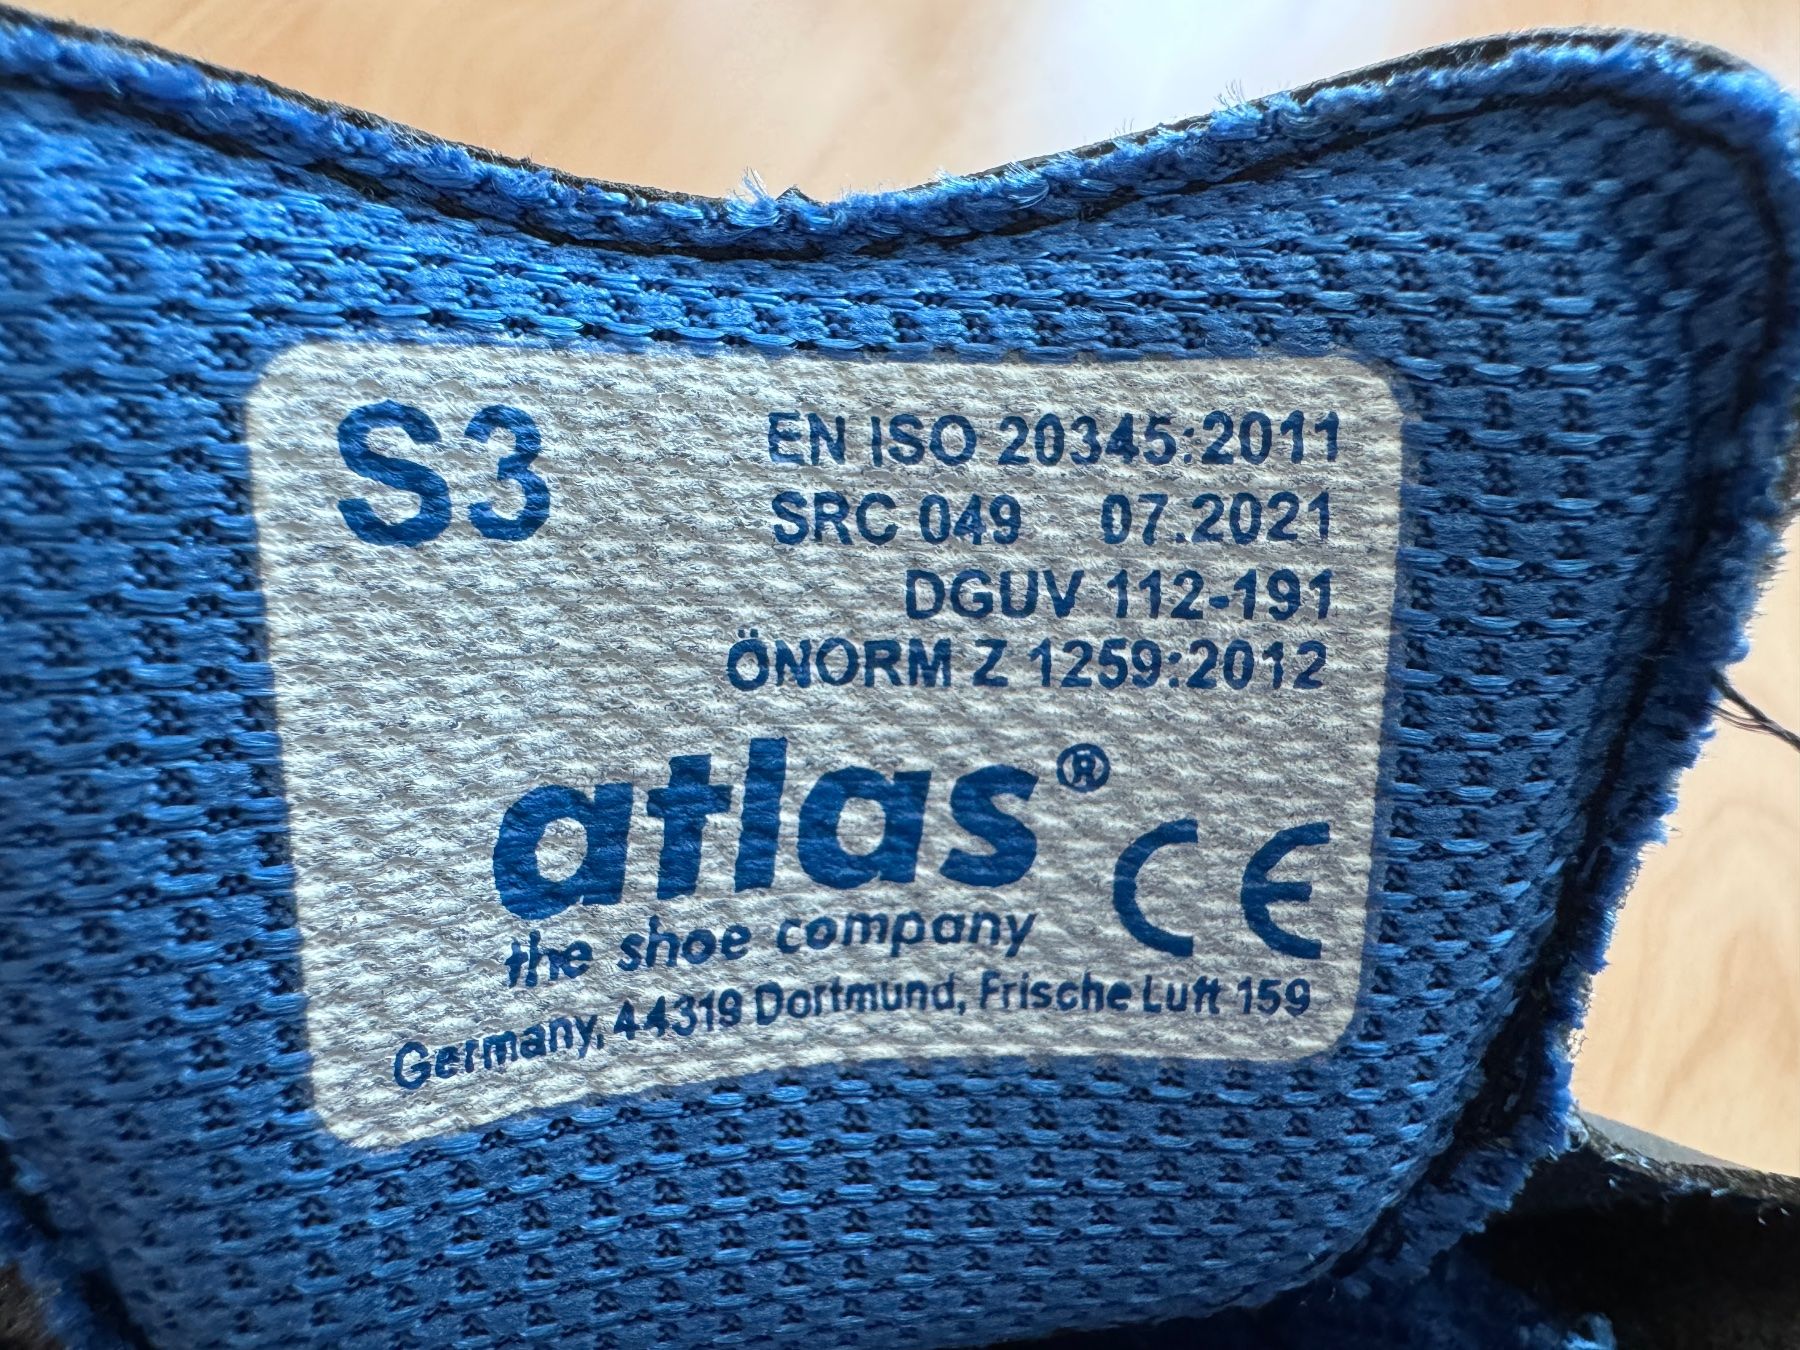 S3
EN ISO 20345:2011
SRC 049 07.2021
DGUV 112-191
ÖNORM Z 1259:2012
atlas®
the shoe company
CE
Germany, 44319 Dortmund, Frische Luft 159